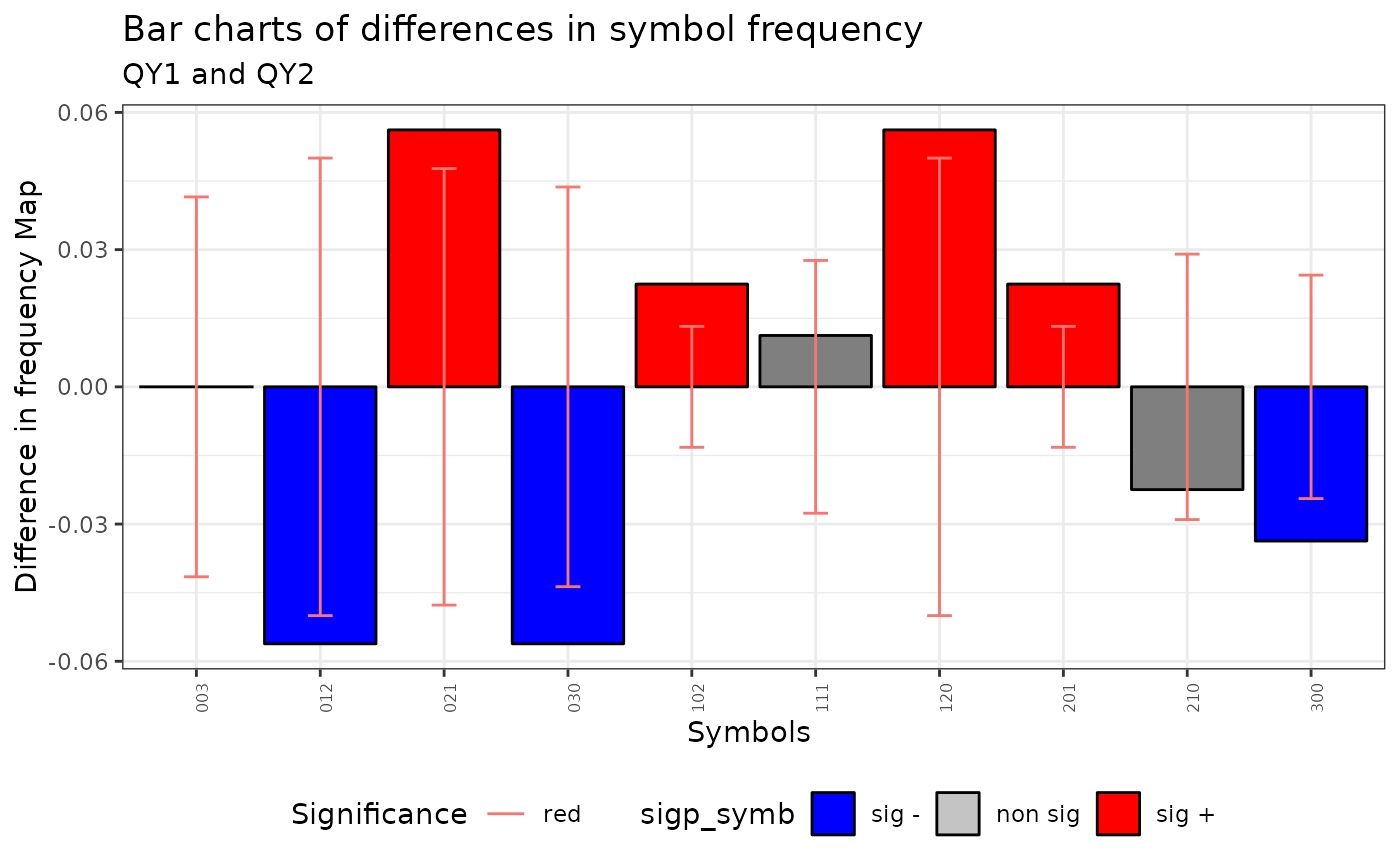 Bar charts of differences in symbol frequency
QY1 and QY2
Difference in frequency Map
0.06
0.03
0.00
-0.03
-0.06
003 012 021 030 102 111 120 201 210 300
Symbols
Significance red sigp_symb sig - non sig sig +